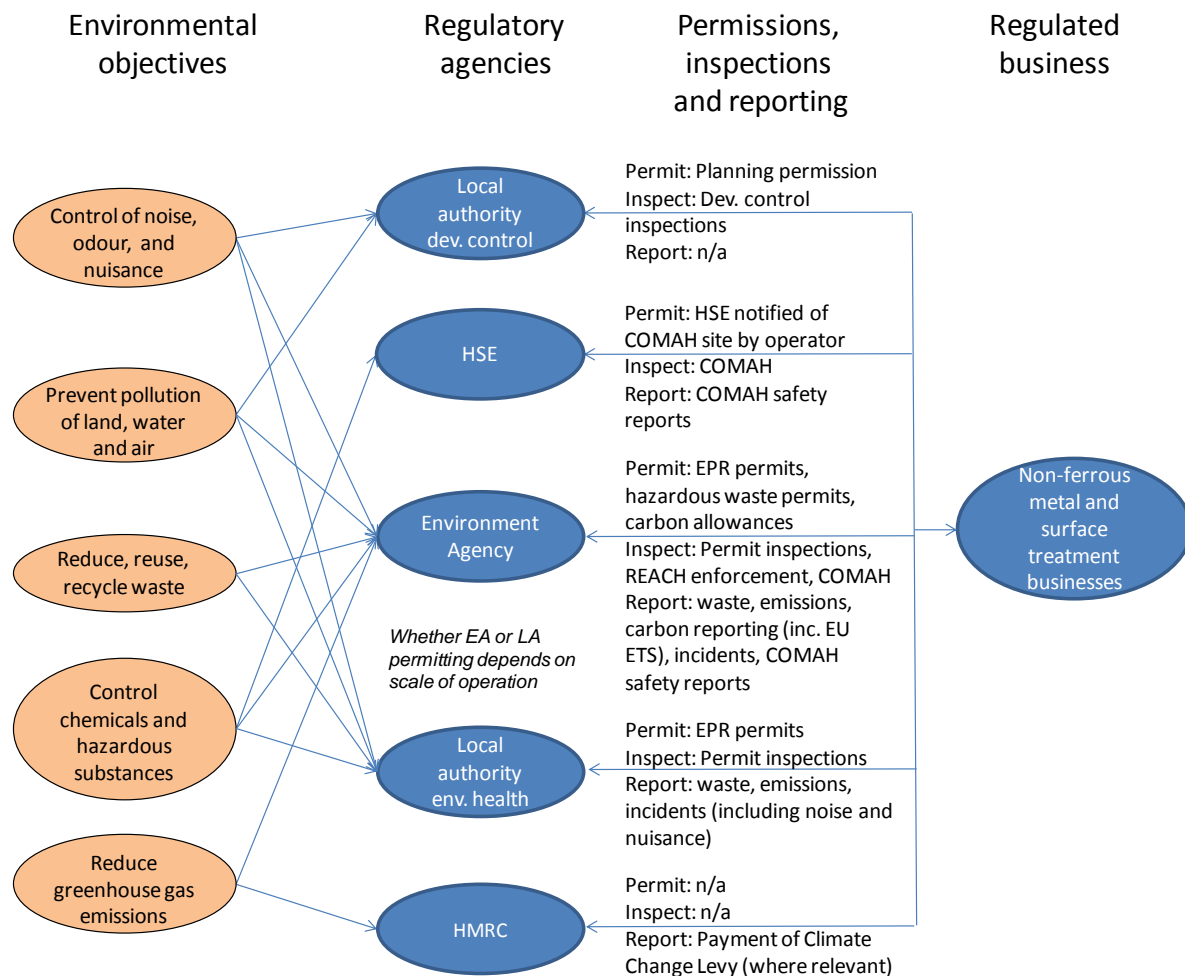 Environmental
objectives
Regulatory
agencies
Permissions,
inspections
and reporting
Regulated
business
Control of noise,
odour, and
nuisance
Prevent pollution
of land, water
and air
Reduce, reuse,
recycle waste
Control
chemicals and
hazardous
substances
Reduce
greenhouse gas
emissions
Local
authority
dev. control
HSE
Environment
Agency
Whether EA or LA
permitting depends on
scale of operation
Local
authority
env. health
HMRC
Permit: Planning permission
Inspect: Dev. control
inspections
Report: n/a
Permit: HSE notified of
COMAH site by operator
Inspect: COMAH
Report: COMAH safety
reports
Permit: EPR permits,
hazardous waste permits,
carbon allowances
Inspect: Permit inspections,
REACH enforcement, COMAH
Report: waste, emissions,
carbon reporting (inc. EU
ETS), incidents, COMAH
safety reports
Permit: EPR permits
Inspect: Permit inspections
Report: waste, emissions,
incidents (including noise and
nuisance)
Permit: n/a
Inspect: n/a
Report: Payment of Climate
Change Levy (where relevant)
Non-ferrous
metal and
surface
treatment
businesses